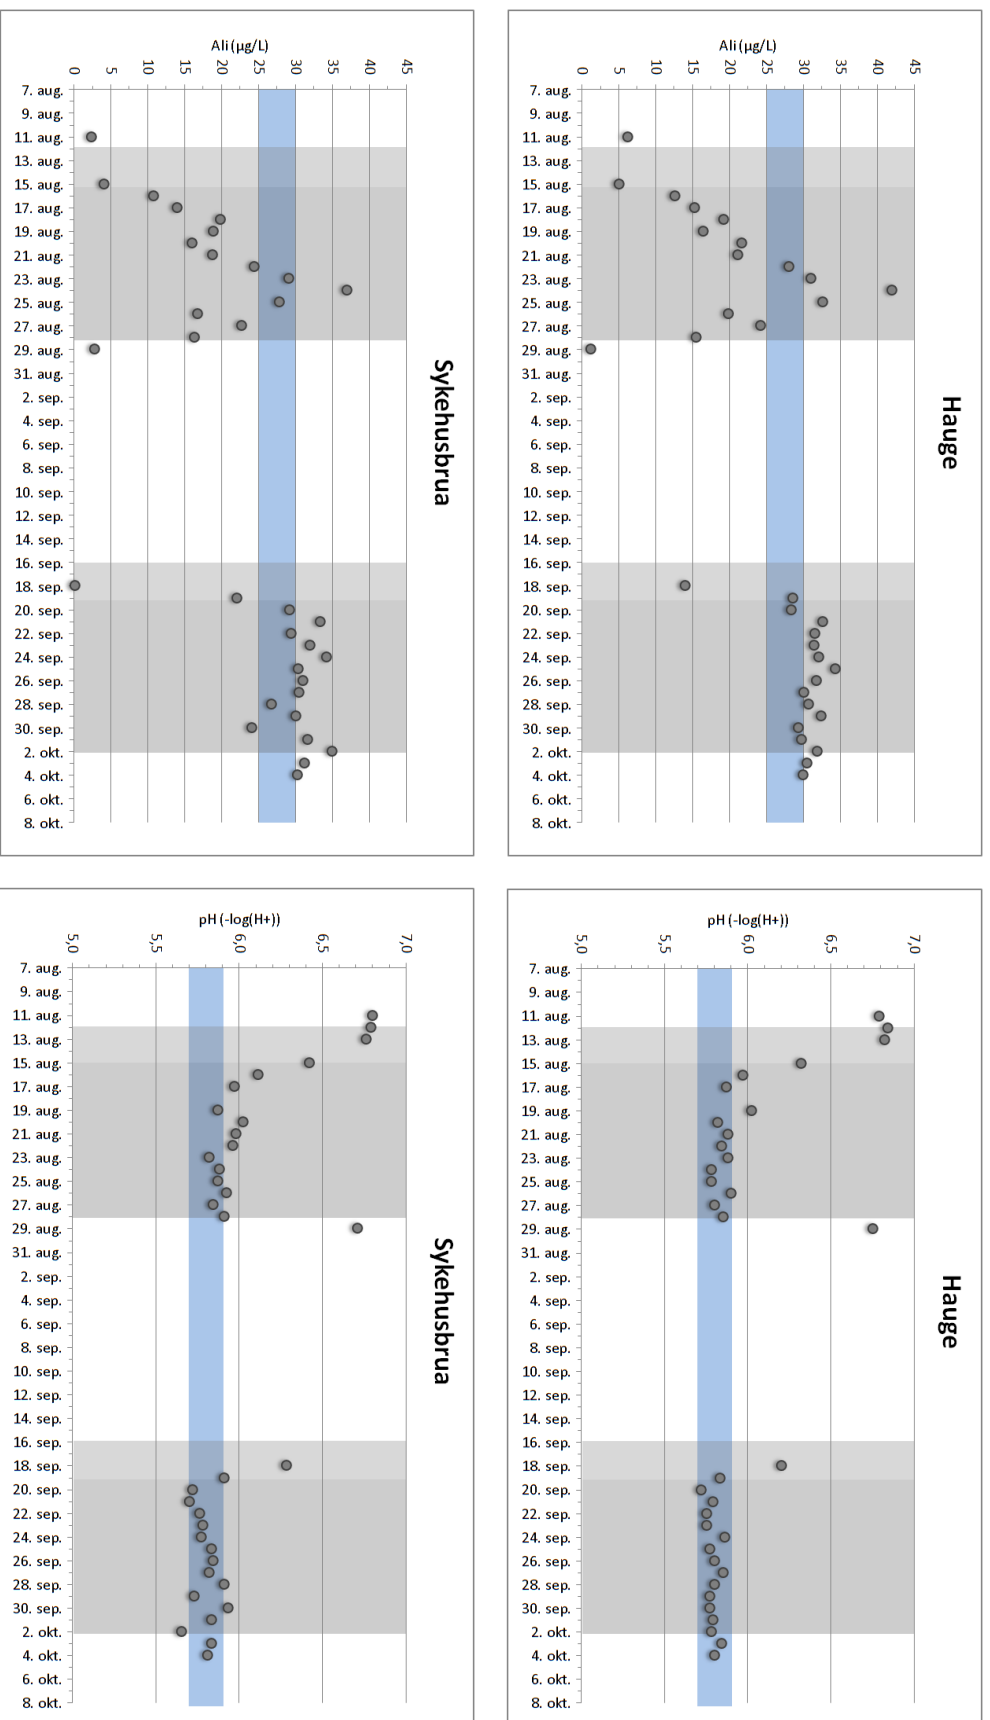 Ali (µg/L)
0 5 10 15 20 25 30 35 40 45
7. aug.
9. aug.
11. aug.
13. aug.
15. aug.
17. aug.
19. aug.
21. aug.
23. aug.
25. aug.
27. aug.
29. aug.
31. aug.
2. sep.
4. sep.
6. sep.
8. sep.
10. sep.
12. sep.
14. sep.
16. sep.
18. sep.
20. sep.
22. sep.
24. sep.
26. sep.
28. sep.
30. sep.
2. okt.
4. okt.
6. okt.
8. okt.
Sykehusbrua
Ali (µg/L)
0 5 10 15 20 25 30 35 40 45
7. aug.
9. aug.
11. aug.
13. aug.
15. aug.
17. aug.
19. aug.
21. aug.
23. aug.
25. aug.
27. aug.
29. aug.
31. aug.
2. sep.
4. sep.
6. sep.
8. sep.
10. sep.
12. sep.
14. sep.
16. sep.
18. sep.
20. sep.
22. sep.
24. sep.
26. sep.
28. sep.
30. sep.
2. okt.
4. okt.
6. okt.
8. okt.
Hauge
pH (-log(H+))
5,0 5,5 6,0 6,5 7,0
7. aug.
9. aug.
11. aug.
13. aug.
15. aug.
17. aug.
19. aug.
21. aug.
23. aug.
25. aug.
27. aug.
29. aug.
31. aug.
2. sep.
4. sep.
6. sep.
8. sep.
10. sep.
12. sep.
14. sep.
16. sep.
18. sep.
20. sep.
22. sep.
24. sep.
26. sep.
28. sep.
30. sep.
2. okt.
4. okt.
6. okt.
8. okt.
Sykehusbrua
pH (-log(H+))
5,0 5,5 6,0 6,5 7,0
7. aug.
9. aug.
11. aug.
13. aug.
15. aug.
17. aug.
19. aug.
21. aug.
23. aug.
25. aug.
27. aug.
29. aug.
31. aug.
2. sep.
4. sep.
6. sep.
8. sep.
10. sep.
12. sep.
14. sep.
16. sep.
18. sep.
20. sep.
22. sep.
24. sep.
26. sep.
28. sep.
30. sep.
2. okt.
4. okt.
6. okt.
8. okt.
Hauge